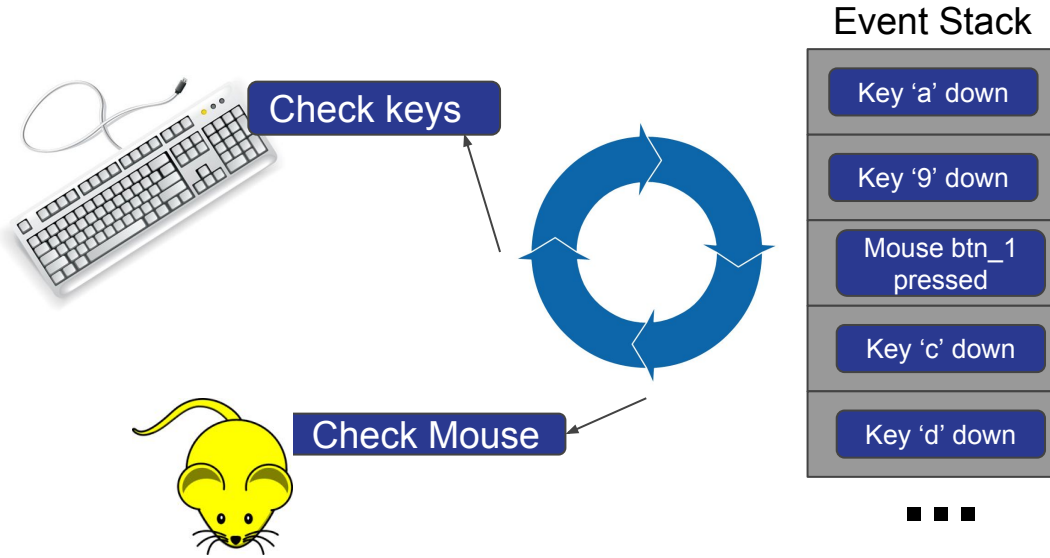 Event Stack
Check keys
Key ‘a’ down
Key ‘9’ down
Mouse btn_1
pressed
Key ‘c’ down
Check Mouse
Key ‘d’ down
...